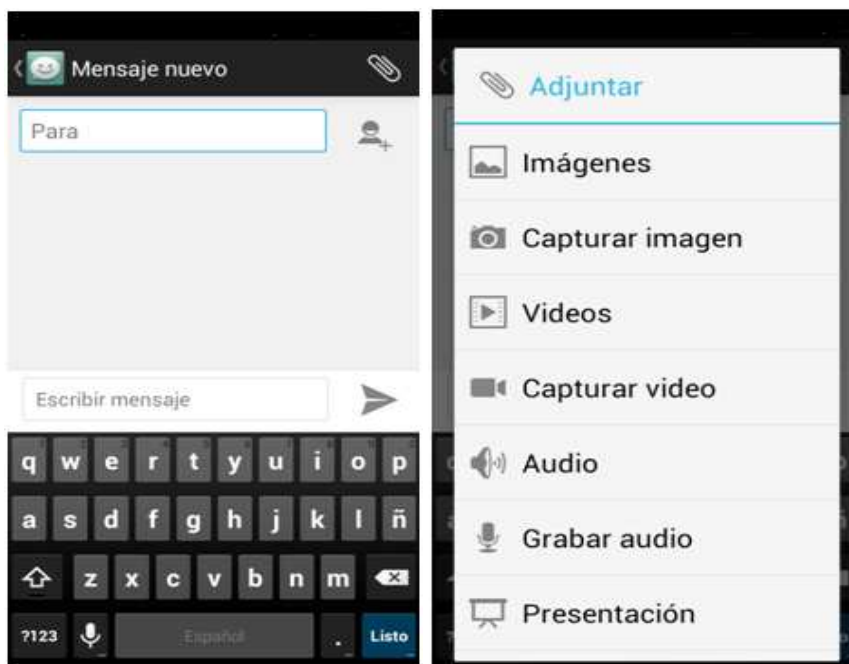 Mensaje nuevo
Para
Escribir mensaje
q w e r t y u i o p
a s d f g h j k l ñ
z x c v b n m
?123 Español . Listo
Adjuntar
Imágenes
Capturar imagen
Videos
Capturar video
Audio
Grabar audio
Presentación